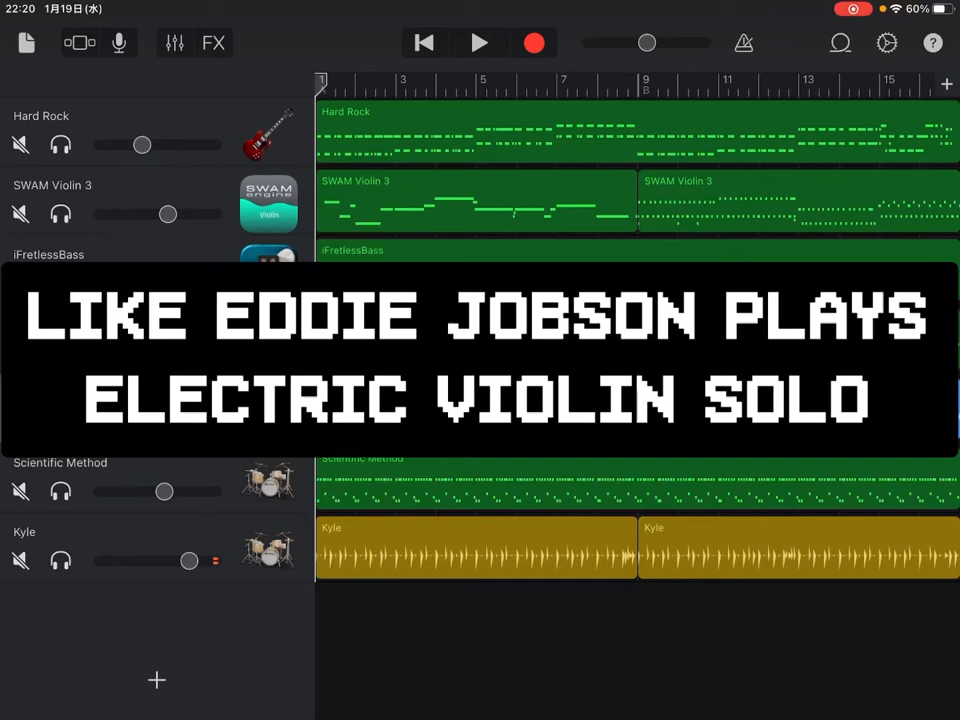 22:20 1月19日(水) 60%
FX
1 3 5 7 9 11 13 15
A B
Hard Rock
Hard Rock
SWAM Violin 3
SWAM Violin 3
SWAM Violin 3
SWAM
engine
Violin
iFretlessBass
iFretlessBass
LIKE EDDIE JOBSON PLAYS
ELECTRIC VIOLIN SOLO
Scientific Method
Scientific Method
Kyle
Kyle
Kyle